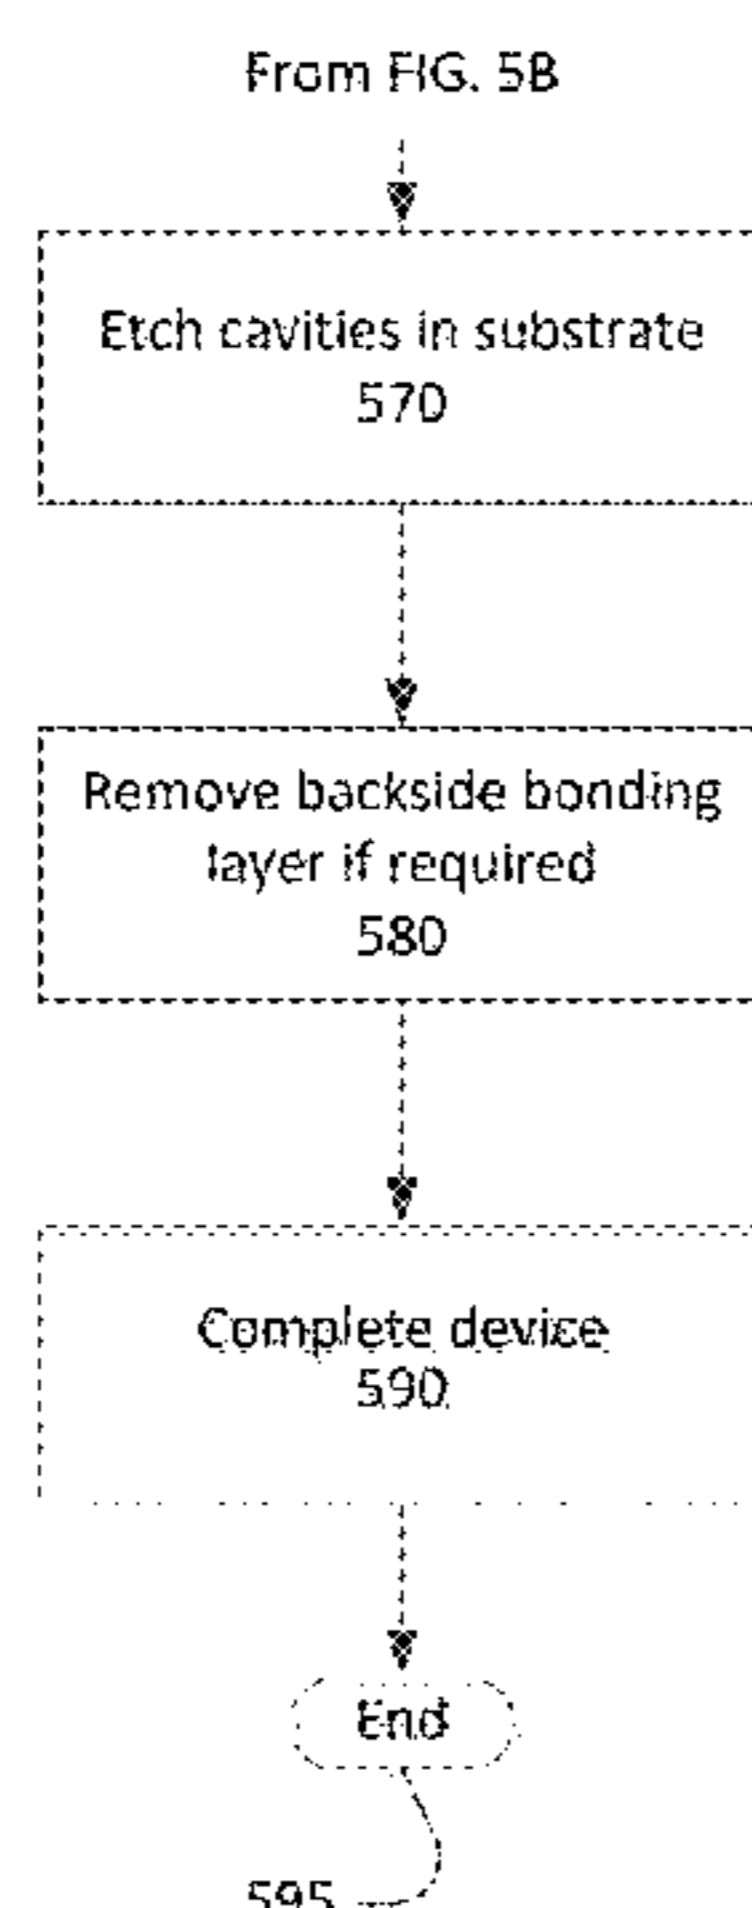 From FIG. 5B
Etch cavities in substrate
570
Remove backside bonding
layer if required
580
Complete device
590
End
595